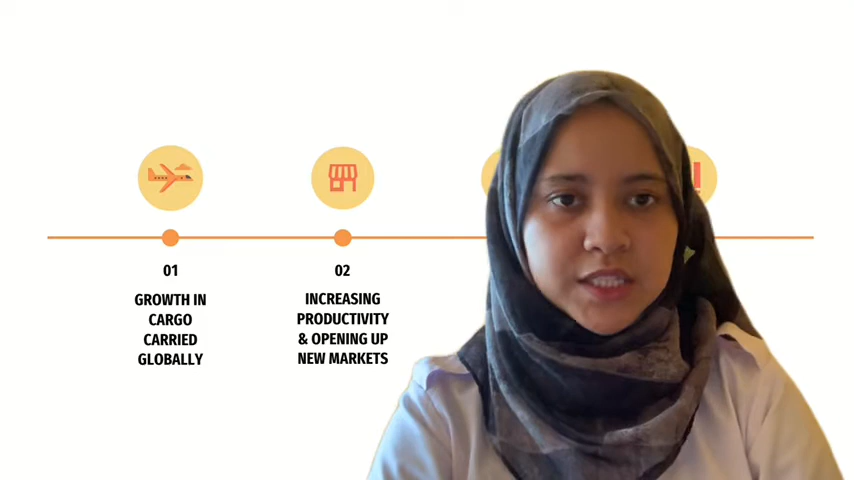 01
GROWTH IN
CARGO
CARRIED
GLOBALLY
02
INCREASING
PRODUCTIVITY
& OPENING UP
NEW MARKETS